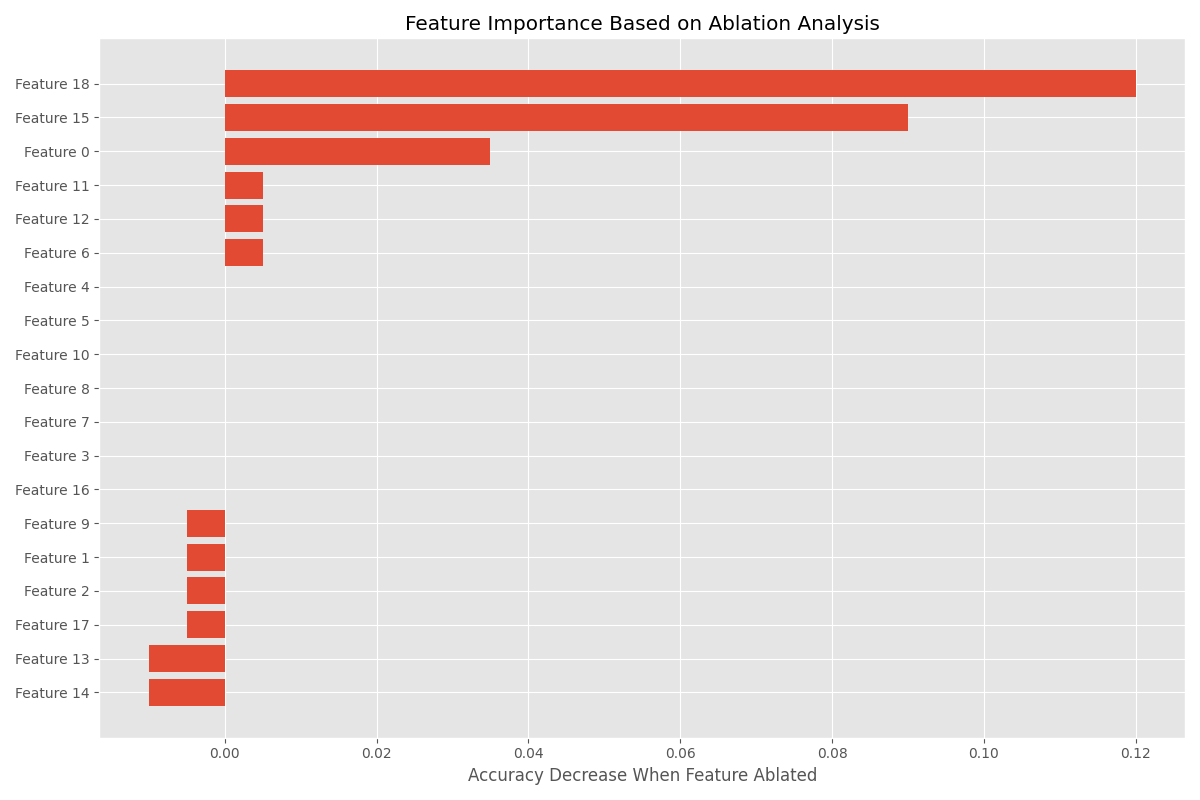 Feature Importance Based on Ablation Analysis
Feature 18
Feature 15
Feature 0
Feature 11
Feature 12
Feature 6
Feature 4
Feature 5
Feature 10
Feature 8
Feature 7
Feature 3
Feature 16
Feature 9
Feature 1
Feature 2
Feature 17
Feature 13
Feature 14
0.00 0.02 0.04 0.06 0.08 0.10 0.12
Accuracy Decrease When Feature Ablated